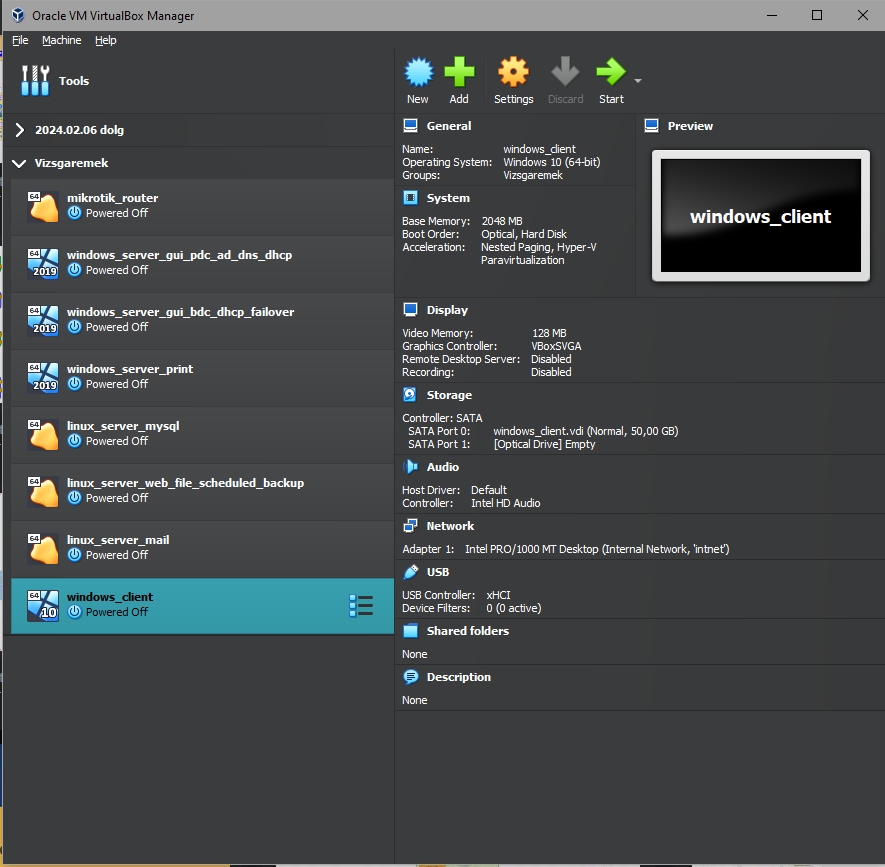 Oracle VM VirtualBox Manager
File Machine Help
Tools
2024.02.06 dolg
Vizsgaremek
64
mikrotik_router
Powered Off
64
2019
windows_server_gui_pdc_ad_dns_dhcp
Powered Off
64
2019
windows_server_gui_bdc_dhcp_failover
Powered Off
64
2019
windows_server_print
Powered Off
64
linux_server_mysql
Powered Off
64
linux_server_web_file_scheduled_backup
Powered Off
64
linux_server_mail
Powered Off
64
10
windows_client
Powered Off
New Add Settings Discard Start
General
Name: windows_client
Operating System: Windows 10 (64-bit)
Groups: Vizsgaremek
System
Base Memory: 2048 MB
Boot Order: Optical, Hard Disk
Acceleration: Nested Paging, Hyper-V
Paravirtualization
Preview
windows_client
Display
Video Memory: 128 MB
Graphics Controller: VBoxSVGA
Remote Desktop Server: Disabled
Recording: Disabled
Storage
Controller: SATA
SATA Port 0: windows_client.vdi (Normal, 50,00 GB)
SATA Port 1: [Optical Drive] Empty
Audio
Host Driver: Default
Controller: Intel HD Audio
Network
Adapter 1: Intel PRO/1000 MT Desktop (Internal Network, 'intnet')
USB
USB Controller: xHCI
Device Filters: 0 (0 active)
Shared folders
None
Description
None